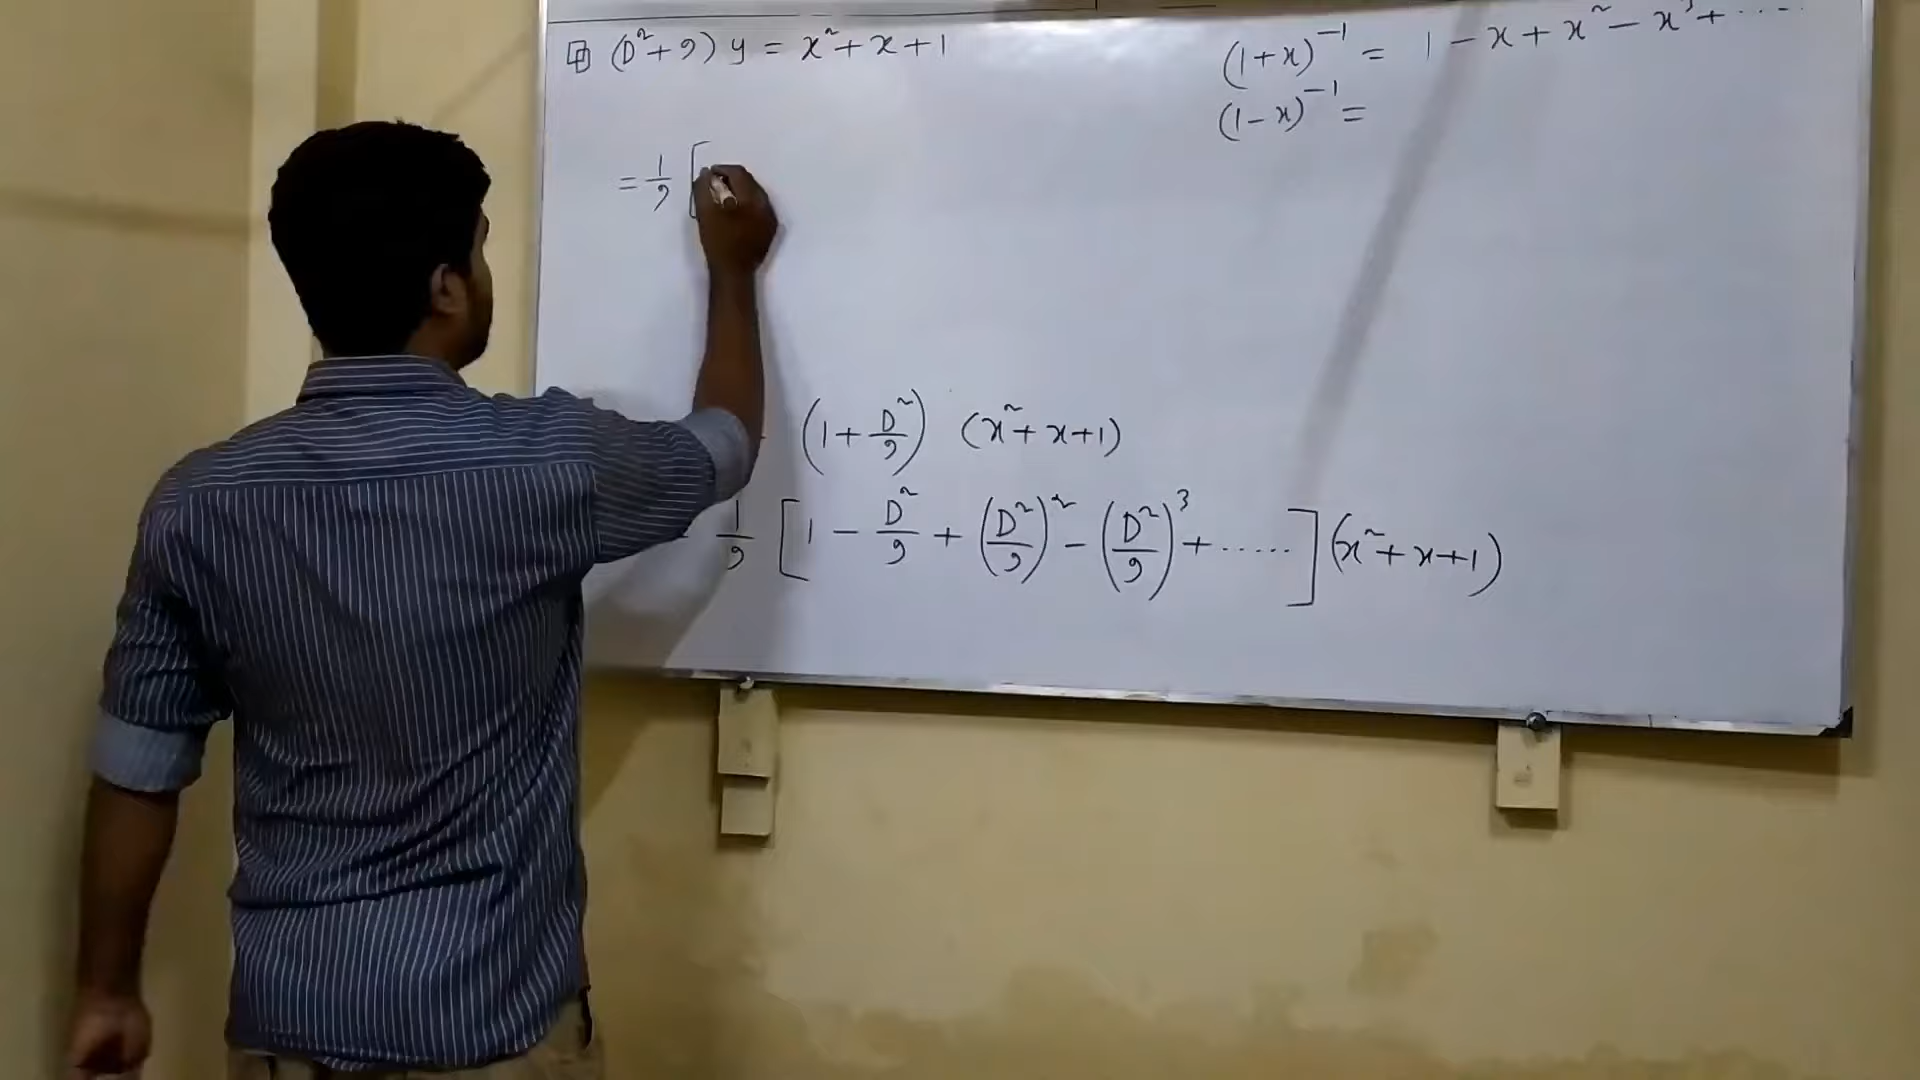 (D²+9) y = x²+x+1
(1+x)⁻¹ = 1-x+x²-x³+.....
(1-x)⁻¹ =
= 1/9 [
(1+D²/9) (x²+x+1)
1/9 [1 - D²/9 + (D²/9)² - (D²/9)³ + ......] (x²+x+1)